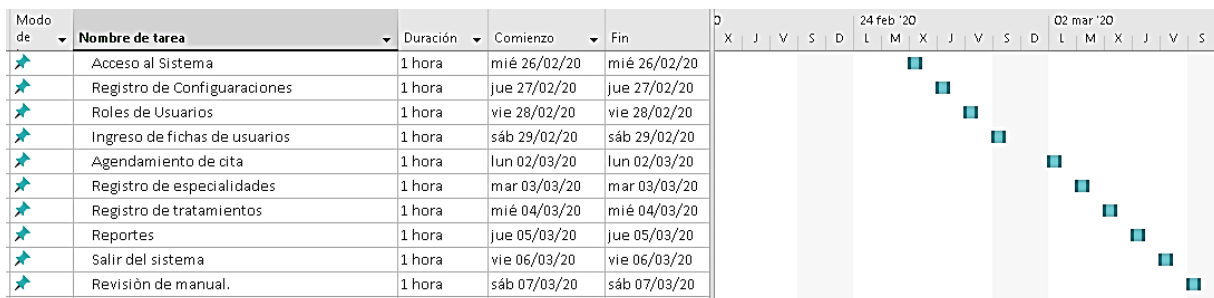 Modo de
Nombre de tarea
Duración
Comienzo
Fin
24 feb '20
02 mar '20
X J V S D L M X J V S D L M X J V S
Acceso al Sistema 1 hora mié 26/02/20 mié 26/02/20
Registro de Configuaraciones 1 hora jue 27/02/20 jue 27/02/20
Roles de Usuarios 1 hora vie 28/02/20 vie 28/02/20
Ingreso de fichas de usuarios 1 hora sáb 29/02/20 sáb 29/02/20
Agendamiento de cita 1 hora lun 02/03/20 lun 02/03/20
Registro de especialidades 1 hora mar 03/03/20 mar 03/03/20
Registro de tratamientos 1 hora mié 04/03/20 mié 04/03/20
Reportes 1 hora jue 05/03/20 jue 05/03/20
Salir del sistema 1 hora vie 06/03/20 vie 06/03/20
Revisiòn de manual. 1 hora sáb 07/03/20 sáb 07/03/20